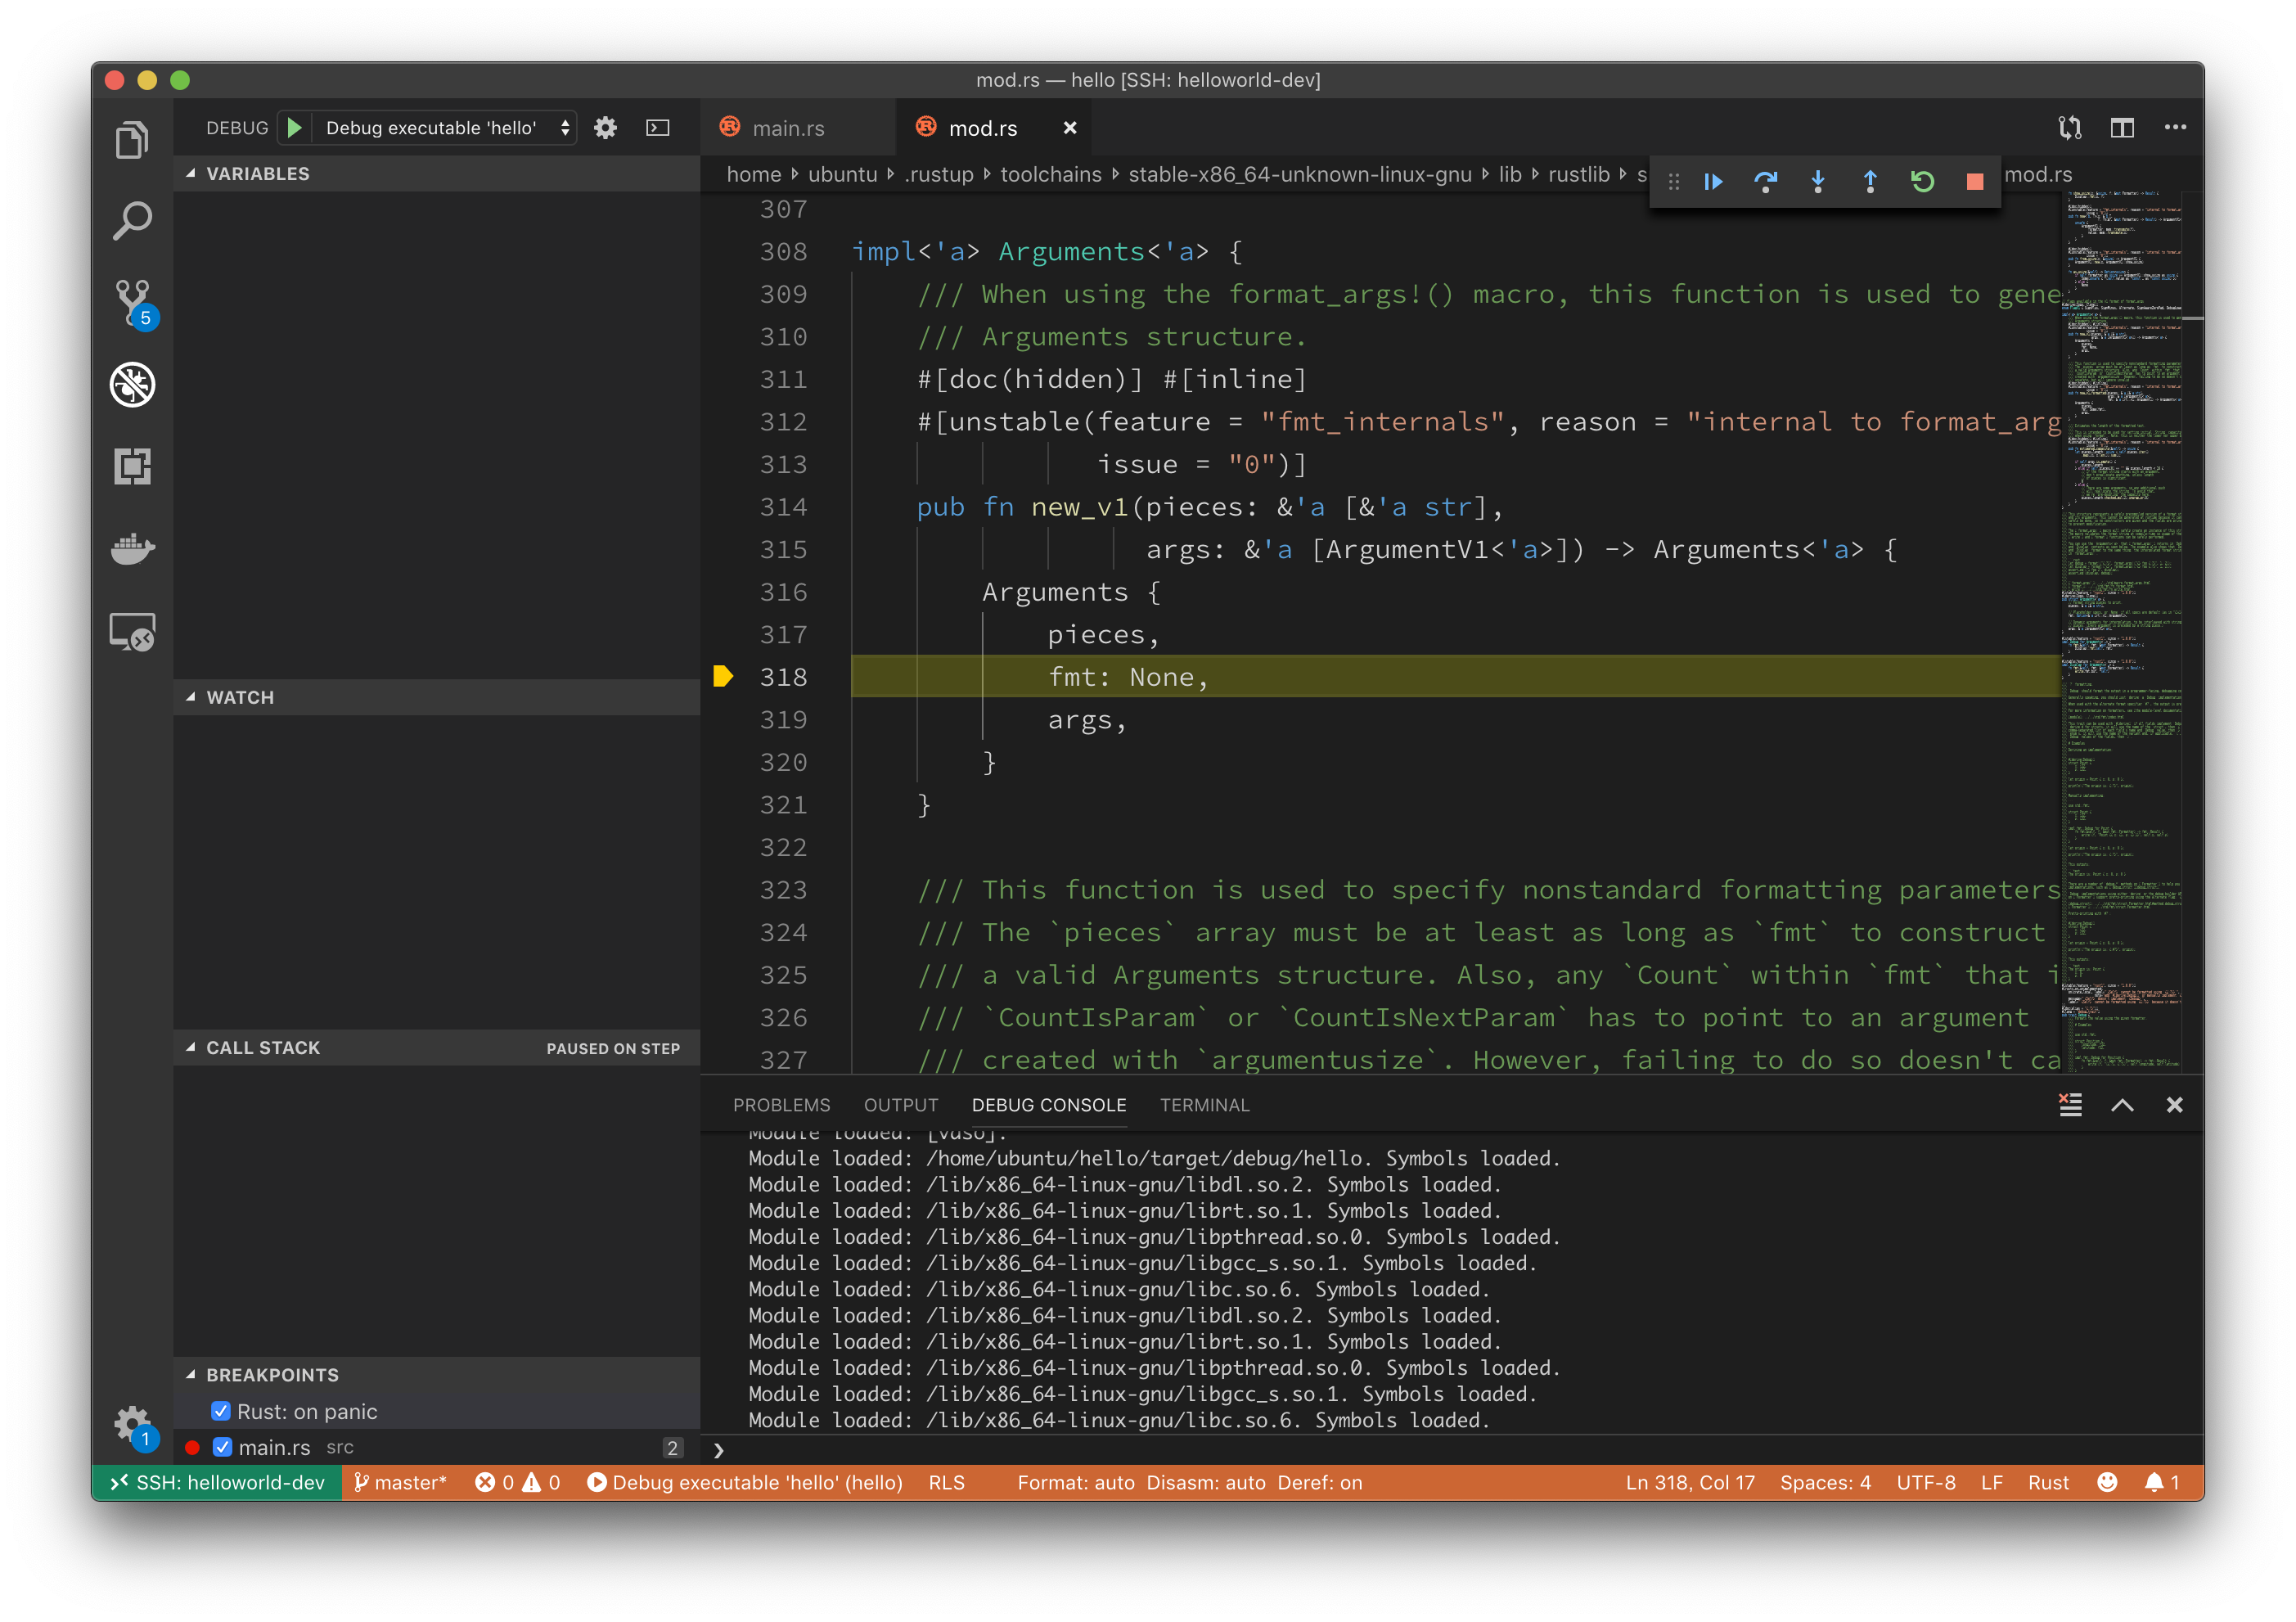 mod.rs — hello [SSH: helloworld-dev]
DEBUG Debug executable 'hello'
main.rs mod.rs
VARIABLES
home ubuntu .rustup toolchains stable-x86_64-unknown-linux-gnu lib rustlib mod.rs
307
308 impl<'a> Arguments<'a> {
309 /// When using the format_args!() macro, this function is used to gene
310 /// Arguments structure.
311 #[doc(hidden)] #[inline]
312 #[unstable(feature = "fmt_internals", reason = "internal to format_arg
313 issue = "0")]
314 pub fn new_v1(pieces: &'a [&'a str],
315 args: &'a [ArgumentV1<'a>]) -> Arguments<'a> {
316 Arguments {
317 pieces,
318 fmt: None,
319 args,
320 }
321 }
322
323 /// This function is used to specify nonstandard formatting parameters
324 /// The `pieces` array must be at least as long as `fmt` to construct
325 /// a valid Arguments structure. Also, any `Count` within `fmt` that i
326 /// `CountIsParam` or `CountIsNextParam` has to point to an argument
327 /// created with `argumentusize`. However, failing to do so doesn't ca
5
WATCH
CALL STACK PAUSED ON STEP
BREAKPOINTS
Rust: on panic
main.rs src 2
1
PROBLEMS OUTPUT DEBUG CONSOLE TERMINAL
Module loaded: [vdso].
Module loaded: /home/ubuntu/hello/target/debug/hello. Symbols loaded.
Module loaded: /lib/x86_64-linux-gnu/libdl.so.2. Symbols loaded.
Module loaded: /lib/x86_64-linux-gnu/librt.so.1. Symbols loaded.
Module loaded: /lib/x86_64-linux-gnu/libpthread.so.0. Symbols loaded.
Module loaded: /lib/x86_64-linux-gnu/libgcc_s.so.1. Symbols loaded.
Module loaded: /lib/x86_64-linux-gnu/libc.so.6. Symbols loaded.
Module loaded: /lib/x86_64-linux-gnu/libdl.so.2. Symbols loaded.
Module loaded: /lib/x86_64-linux-gnu/librt.so.1. Symbols loaded.
Module loaded: /lib/x86_64-linux-gnu/libpthread.so.0. Symbols loaded.
Module loaded: /lib/x86_64-linux-gnu/libgcc_s.so.1. Symbols loaded.
Module loaded: /lib/x86_64-linux-gnu/libc.so.6. Symbols loaded.
SSH: helloworld-dev master* 0 0 Debug executable 'hello' (hello) RLS Format: auto Disasm: auto Deref: on Ln 318, Col 17 Spaces: 4 UTF-8 LF Rust 1